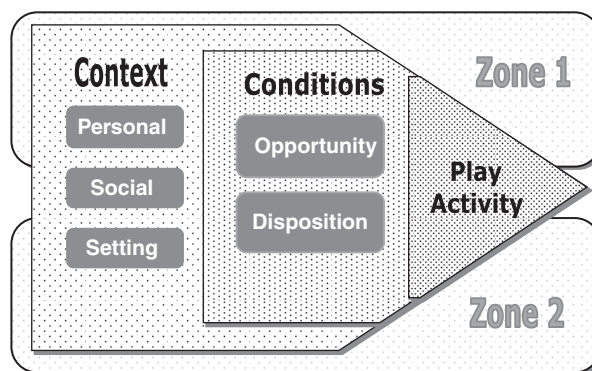 Context
Personal
Social
Setting
Conditions
Opportunity
Disposition
Play
Activity
Zone 1
Zone 2